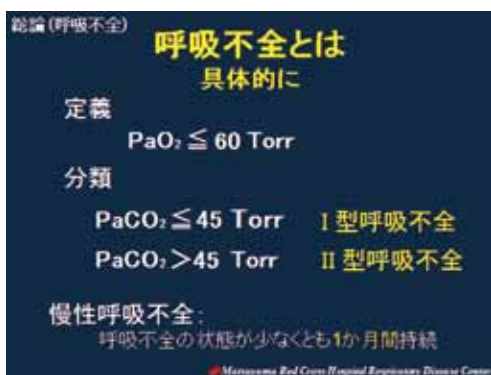 総論(呼吸不全)
呼吸不全とは
具体的に
定義
PaO₂≦60 Torr
分類
PaCO₂≦45 Torr Ⅰ型呼吸不全
PaCO₂>45 Torr Ⅱ型呼吸不全
慢性呼吸不全:
呼吸不全の状態が少なくとも1か月間持続
Matsuyama Red Cross Hospital Respiratory Disease Center